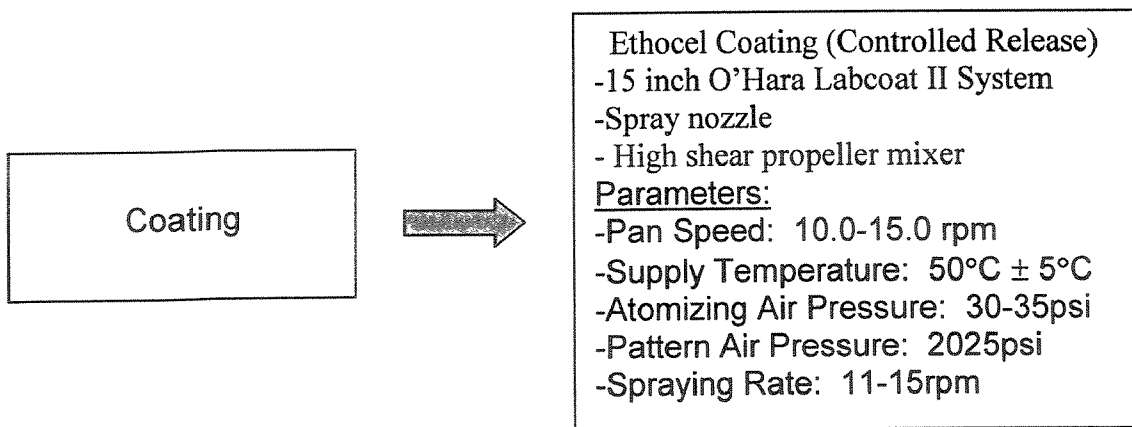 Coating
Ethocel Coating (Controlled Release)
-15 inch O'Hara Labcoat II System
-Spray nozzle
- High shear propeller mixer
Parameters:
-Pan Speed: 10.0-15.0 rpm
-Supply Temperature: 50°C ± 5°C
-Atomizing Air Pressure: 30-35psi
-Pattern Air Pressure: 2025psi
-Spraying Rate: 11-15rpm